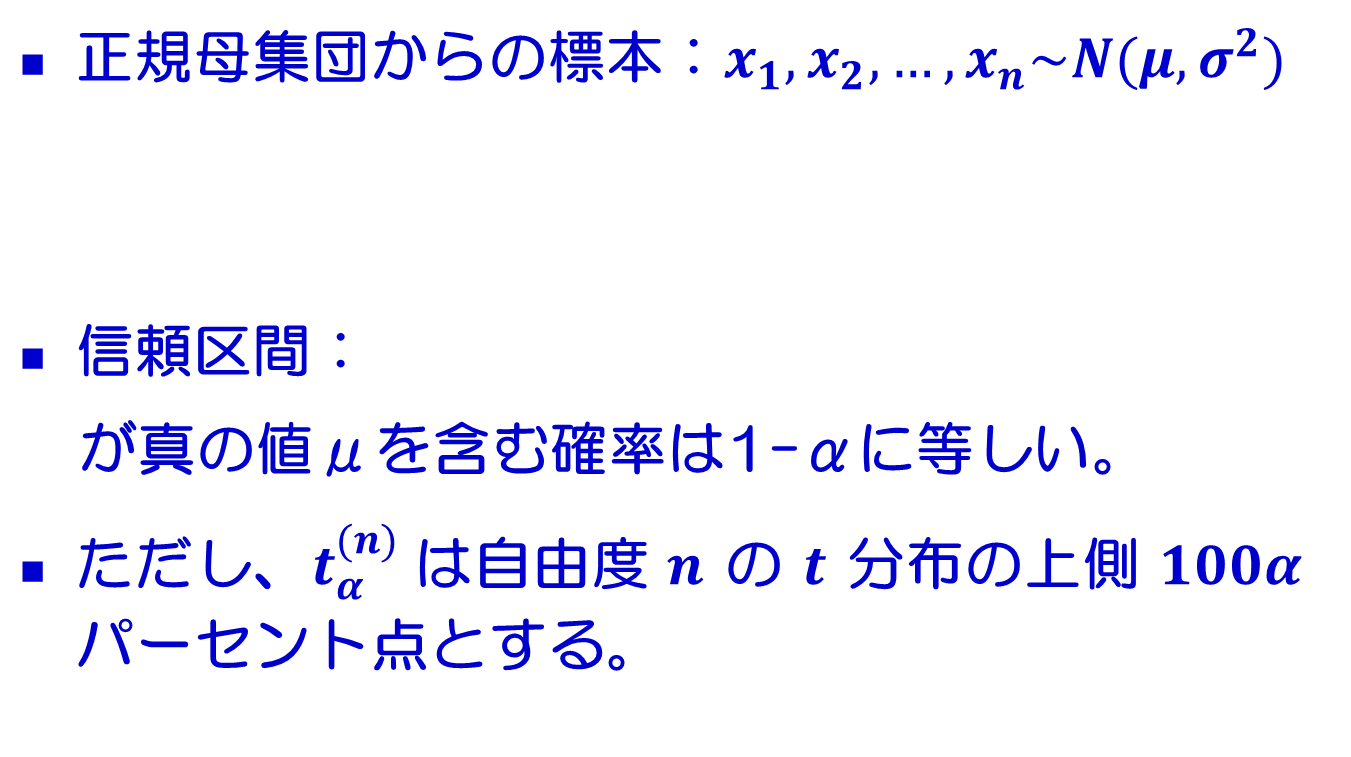 ■ 正規母集団からの標本：x₁, x₂, … , xₙ~N(μ, σ²)
■ 信頼区間：
が真の値μを含む確率は1-αに等しい。
■ ただし、t_α^(n) は自由度 n の t 分布の上側 100α
パーセント点とする。